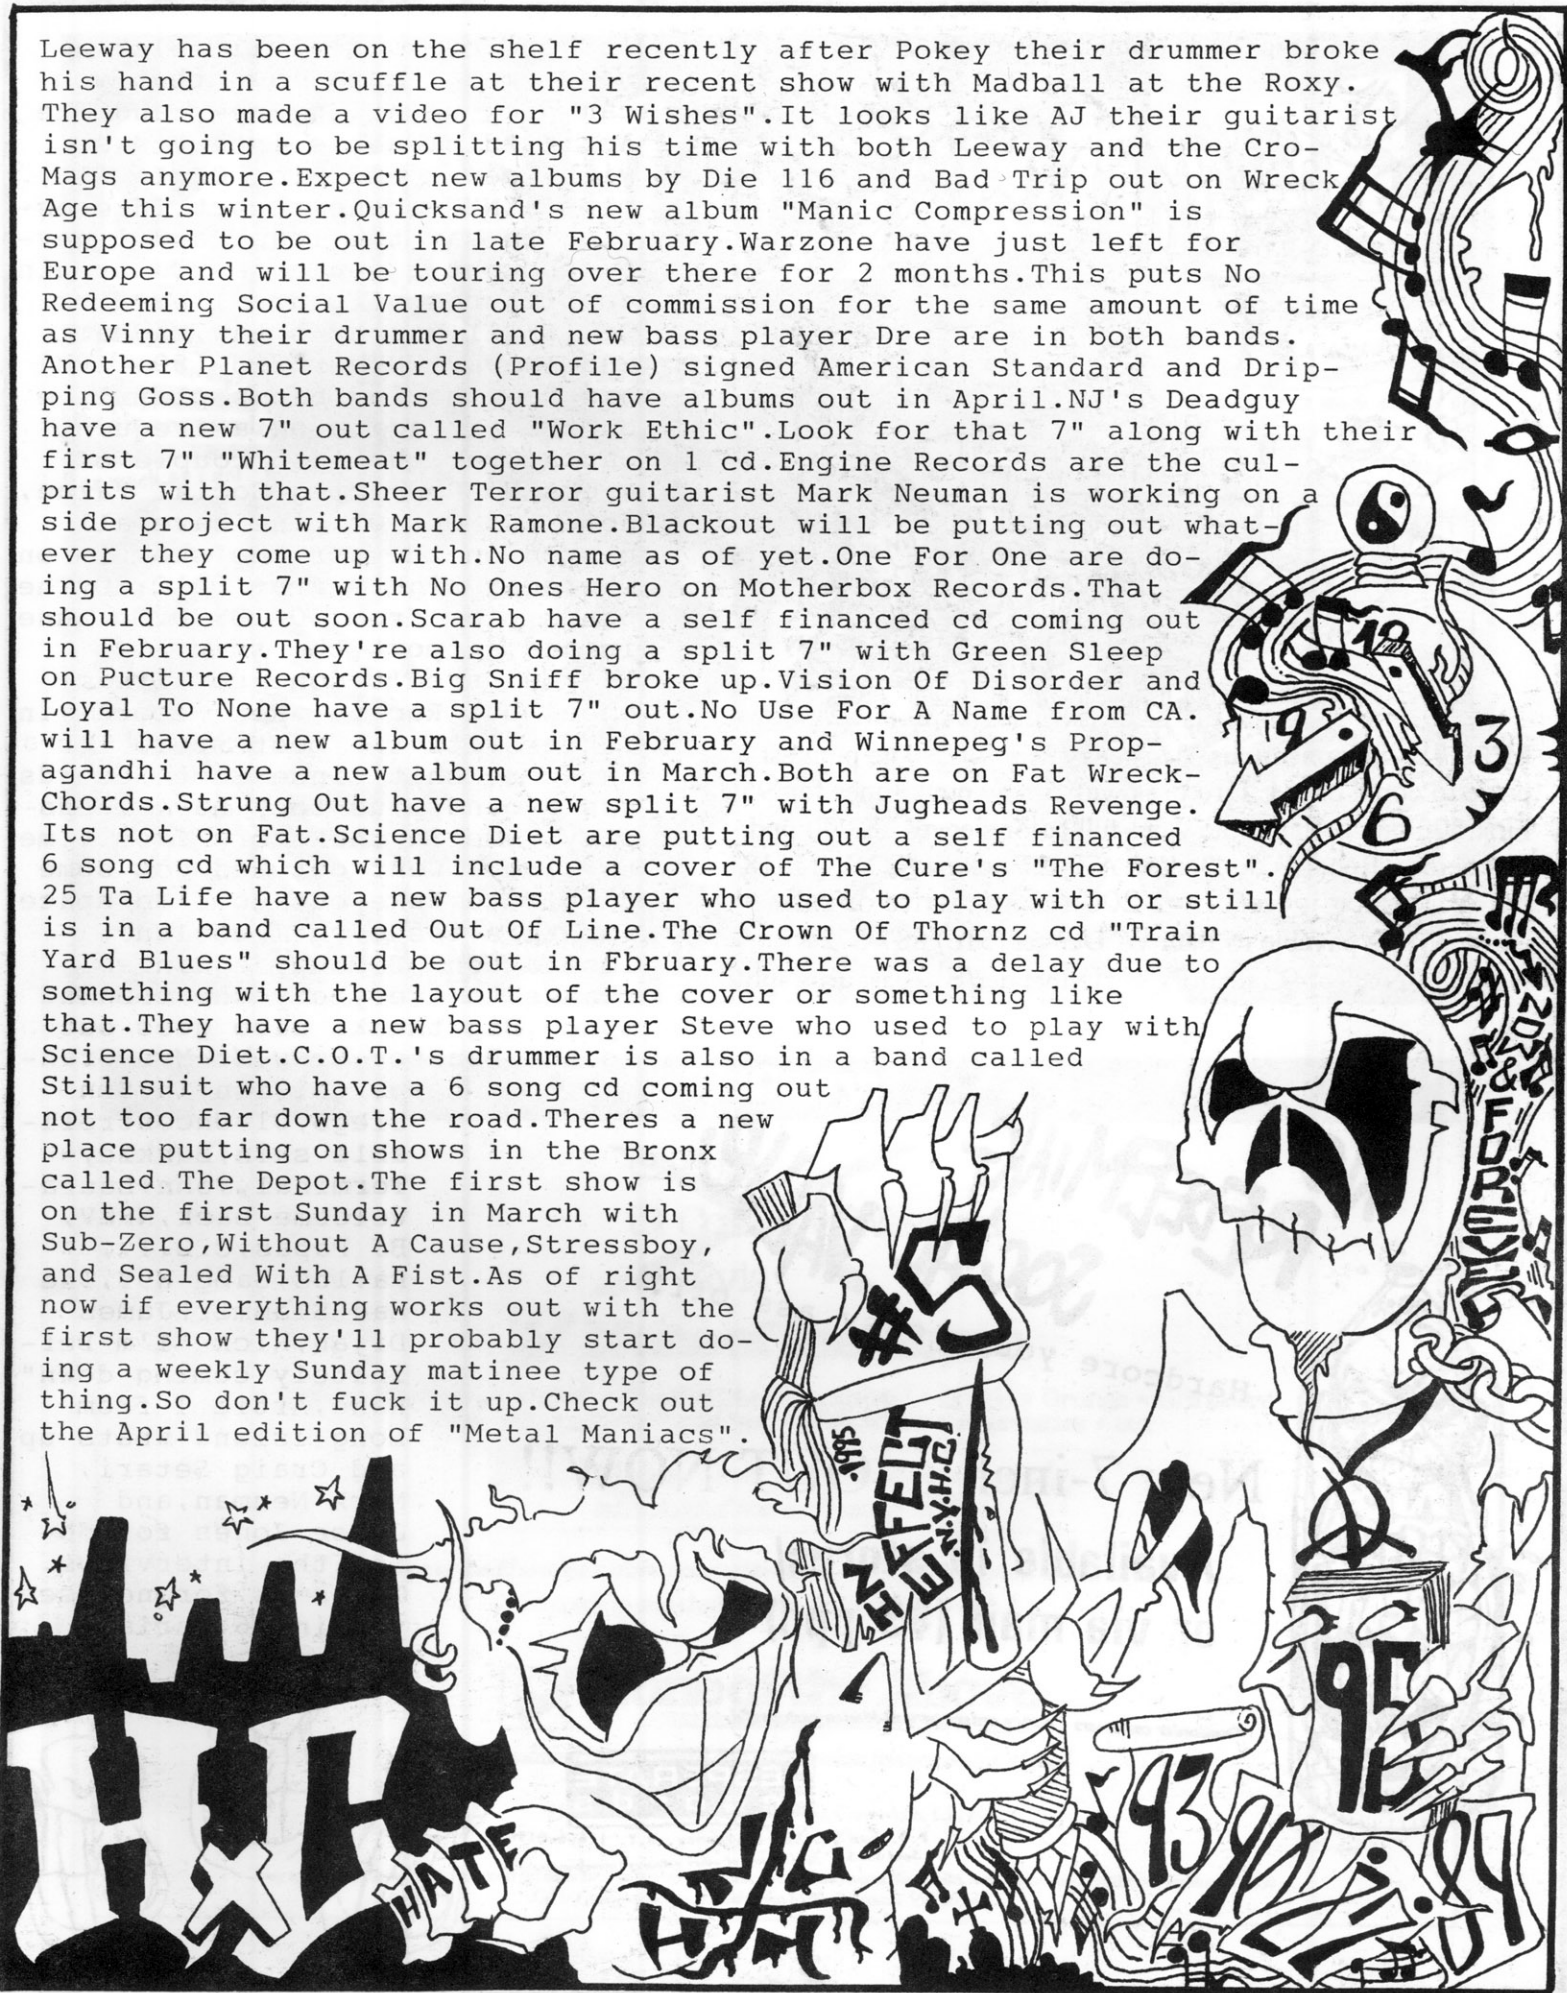 Leeway has been on the shelf recently after Pokey their drummer broke
his hand in a scuffle at their recent show with Madball at the Roxy.
They also made a video for "3 Wishes".It looks like AJ their guitarist
isn't going to be splitting his time with both Leeway and the Cro-
Mags anymore.Expect new albums by Die 116 and Bad Trip out on Wreck
Age this winter.Quicksand's new album "Manic Compression" is
supposed to be out in late February.Warzone have just left for
Europe and will be touring over there for 2 months.This puts No
Redeeming Social Value out of commission for the same amount of time
as Vinny their drummer and new bass player Dre are in both bands.
Another Planet Records (Profile) signed American Standard and Drip-
ping Goss.Both bands should have albums out in April.NJ's Deadguy
have a new 7" out called "Work Ethic".Look for that 7" along with their
first 7" "Whitemeat" together on 1 cd.Engine Records are the cul-
prits with that.Sheer Terror guitarist Mark Neuman is working on a
side project with Mark Ramone.Blackout will be putting out what-
ever they come up with.No name as of yet.One For One are do-
ing a split 7" with No Ones Hero on Motherbox Records.That
should be out soon.Scarab have a self financed cd coming out
in February.They're also doing a split 7" with Green Sleep
on Pucture Records.Big Sniff broke up.Vision Of Disorder and
Loyal To None have a split 7" out.No Use For A Name from CA.
will have a new album out in February and Winnepeg's Prop-
agandhi have a new album out in March.Both are on Fat Wreck-
Chords.Strung Out have a new split 7" with Jugheads Revenge.
Its not on Fat.Science Diet are putting out a self financed
6 song cd which will include a cover of The Cure's "The Forest".
25 Ta Life have a new bass player who used to play with or still
is in a band called Out Of Line.The Crown Of Thornz cd "Train
Yard Blues" should be out in Fbruary.There was a delay due to
something with the layout of the cover or something like
that.They have a new bass player Steve who used to play with
Science Diet.C.O.T.'s drummer is also in a band called
Stillsuit who have a 6 song cd coming out
not too far down the road.Theres a new
place putting on shows in the Bronx
called The Depot.The first show is
on the first Sunday in March with
Sub-Zero,Without A Cause,Stressboy,
and Sealed With A Fist.As of right
now if everything works out with the
first show they'll probably start do-
ing a weekly Sunday matinee type of
thing.So don't fuck it up.Check out
the April edition of "Metal Maniacs".
12
9
3
6
& FOREVER
#5
1995
IN EFFECT
N.Y.H.C.
HxC
HATE
95
93